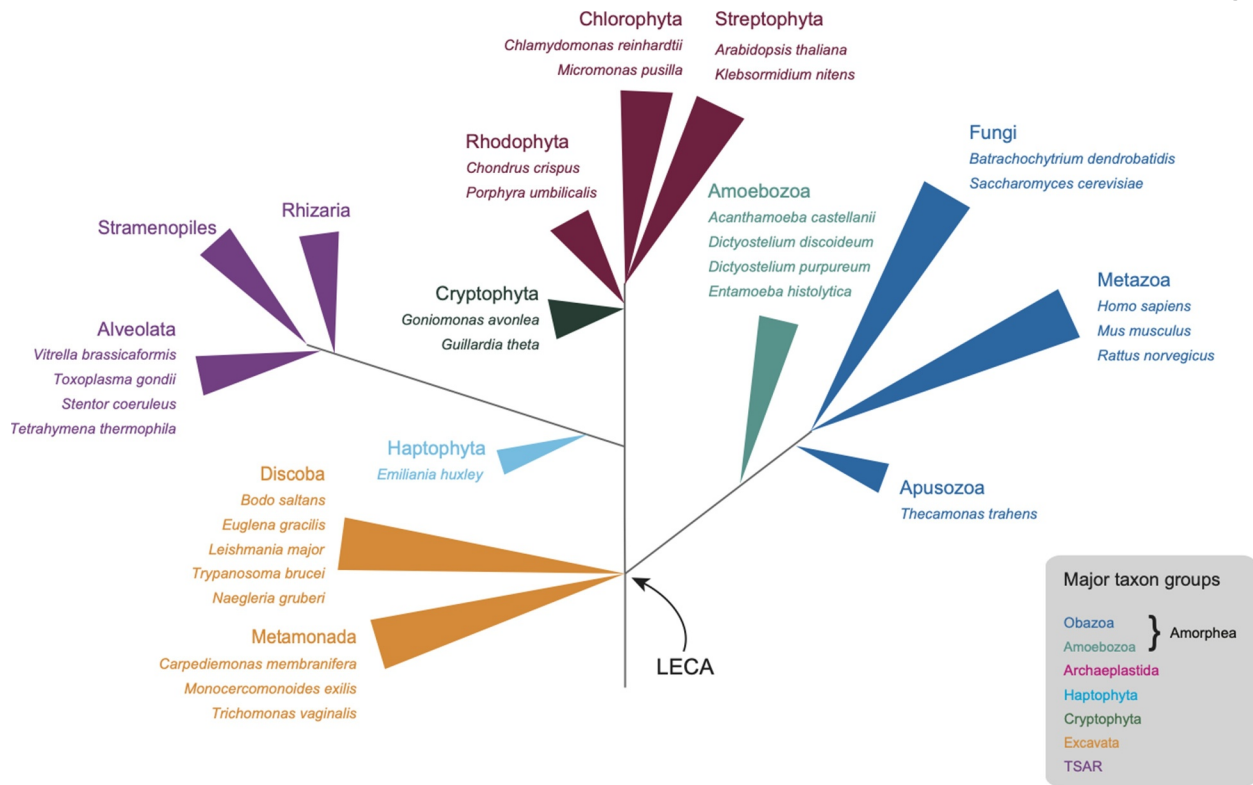 Chlorophyta
Chlamydomonas reinhardtii
Micromonas pusilla
Streptophyta
Arabidopsis thaliana
Klebsormidium nitens
Rhodophyta
Chondrus crispus
Porphyra umbilicalis
Fungi
Batrachochytrium dendrobatidis
Saccharomyces cerevisiae
Amoebozoa
Acanthamoeba castellanii
Dictyostelium discoideum
Dictyostelium purpureum
Entamoeba histolytica
Rhizaria
Stramenopiles
Cryptophyta
Goniomonas avonlea
Guillardia theta
Metazoa
Homo sapiens
Mus musculus
Rattus norvegicus
Alveolata
Vitrella brassicaformis
Toxoplasma gondii
Stentor coeruleus
Tetrahymena thermophila
Haptophyta
Emiliania huxley
Discoba
Bodo saltans
Euglena gracilis
Leishmania major
Trypanosoma brucei
Naegleria gruberi
Apusozoa
Thecamonas trahens
Metamonada
Carpediemonas membranifera
Monocercomonoides exilis
Trichomonas vaginalis
LECA
Major taxon groups
Obazoa
Amoebozoa
} Amorphea
Archaeplastida
Haptophyta
Cryptophyta
Excavata
TSAR